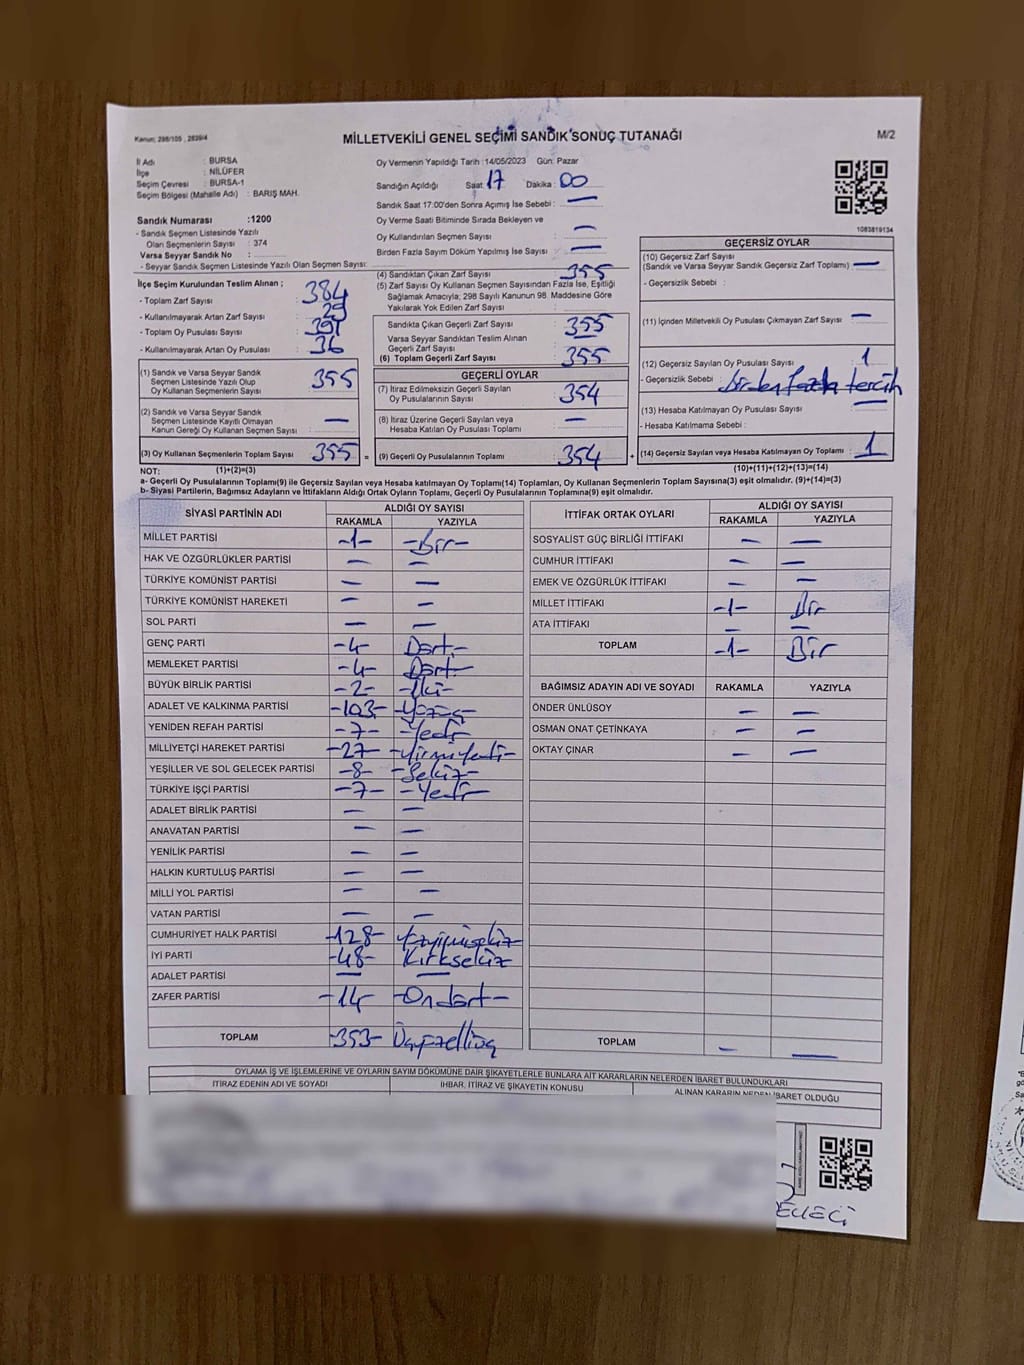 Kanun; 298/105 , 2839/4
MİLLETVEKİLİ GENEL SEÇİMİ SANDIK SONUÇ TUTANAĞI
M/2
İl Adı : BURSA
İlçe : NİLÜFER
Seçim Çevresi : BURSA-1
Seçim Bölgesi (Mahalle Adı) : BARIŞ MAH.
Oy Vermenin Yapıldığı Tarih :14/05/2023 Gün: Pazar
Sandığın Açıldığı Saat: 17 Dakika : 00
Sandık Saat 17:00'den Sonra Açımış İse Sebebi : —
Oy Verme Saati Bitiminde Sırada Bekleyen ve
Oy Kullandırılan Seçmen Sayısı —
Birden Fazla Sayım Döküm Yapılmış İse Sayısı —
Sandık Numarası :1200
- Sandık Seçmen Listesinde Yazılı
Olan Seçmenlerin Sayısı : 374
Varsa Seyyar Sandık No :
- Seyyar Sandık Seçmen Listesinde Yazılı Olan Seçmen Sayısı:
1083819134
İlçe Seçim Kurulundan Teslim Alınan ;
- Toplam Zarf Sayısı : 384
- Kullanılmayarak Artan Zarf Sayısı : 29
- Toplam Oy Pusulası Sayısı : 391
- Kullanılmayarak Artan Oy Pusulası : 36
(1) Sandık ve Varsa Seyyar Sandık
Seçmen Listesinde Yazılı Olup
Oy Kullanan Seçmenlerin Sayısı 355
(2) Sandık ve Varsa Seyyar Sandık
Seçmen Listesinde Kayıtlı Olmayan
Kanun Gereği Oy Kullanan Seçmen Sayısı : —
(3) Oy Kullanan Seçmenlerin Toplam Sayısı 355 =
(4) Sandıktan Çıkan Zarf Sayısı : 355
(5) Zarf Sayısı Oy Kullanan Seçmen Sayısından Fazla İse, Eşitliği
Sağlamak Amacıyla; 298 Sayılı Kanunun 98. Maddesine Göre
Yakılarak Yok Edilen Zarf Sayısı :
Sandıkta Çıkan Geçerli Zarf Sayısı : 355
Varsa Seyyar Sandıktan Teslim Alınan
Geçerli Zarf Sayısı : —
(6) Toplam Geçerli Zarf Sayısı : 355
GEÇERLİ OYLAR
(7) İtiraz Edilmeksizin Geçerli Sayılan
Oy Pusulalarının Sayısı : 354
(8) İtiraz Üzerine Geçerli Sayılan veya
Hesaba Katılan Oy Pusulası Toplamı : —
(9) Geçerli Oy Pusulalarının Toplamı : 354 +
GEÇERSİZ OYLAR
(10) Geçersiz Zarf Sayısı
(Sandık ve Varsa Seyyar Sandık Geçersiz Zarf Toplamı) : —
- Geçersizlik Sebebi :
(11) İçinden Milletvekili Oy Pusulası Çıkmayan Zarf Sayısı : —
(12) Geçersiz Sayılan Oy Pusulası Sayısı : 1
- Geçersizlik Sebebi : birden fazla tercih
(13) Hesaba Katılmayan Oy Pusulası Sayısı : —
- Hesaba Katılmama Sebebi :
(14) Geçersiz Sayılan veya Hesaba Katılmayan Oy Toplamı : 1
NOT: (1)+(2)=(3)
(10)+(11)+(12)+(13)=(14)
a- Geçerli Oy Pusulalarının Toplamı(9) ile Geçersiz Sayılan veya Hesaba Katılmayan Oy Toplamı(14) Toplamları, Oy Kullanan Seçmenlerin Toplam Sayısına(3) eşit olmalıdır. (9)+(14)=(3)
b- Siyasi Partilerin, Bağımsız Adayların ve İttifakların Aldığı Ortak Oyların Toplamı, Geçerli Oy Pusulalarının Toplamına(9) eşit olmalıdır.
SİYASİ PARTİNİN ADI ALDIĞI OY SAYISI
RAKAMLA YAZIYLA
MİLLET PARTİSİ -1- -Bir-
HAK VE ÖZGÜRLÜKLER PARTİSİ — —
TÜRKİYE KOMÜNİST PARTİSİ — —
TÜRKİYE KOMÜNİST HAREKETİ — —
SOL PARTİ — —
GENÇ PARTİ -4- Dört-
MEMLEKET PARTİSİ -4- Dört-
BÜYÜK BİRLİK PARTİSİ -2- -İki-
ADALET VE KALKINMA PARTİSİ -103- -Yüzüç
YENİDEN REFAH PARTİSİ -7- -Yedi
MİLLİYETÇİ HAREKET PARTİSİ -27- -Yirmiyedi-
YEŞİLLER VE SOL GELECEK PARTİSİ -8- -Sekiz-
TÜRKİYE İŞÇİ PARTİSİ -7- -Yedi-
ADALET BİRLİK PARTİSİ — —
ANAVATAN PARTİSİ — —
YENİLİK PARTİSİ — —
HALKIN KURTULUŞ PARTİSİ — —
MİLLİ YOL PARTİSİ — —
VATAN PARTİSİ — —
CUMHURİYET HALK PARTİSİ -128-
İYİ PARTİ -48- Kırksekiz
ADALET PARTİSİ — —
ZAFER PARTİSİ -14- -Ondört-
TOPLAM -353- Üçyüzelliüç
İTTİFAK ORTAK OYLARI ALDIĞI OY SAYISI
RAKAMLA YAZIYLA
SOSYALİST GÜÇ BİRLİĞİ İTTİFAKI — —
CUMHUR İTTİFAKI — —
EMEK VE ÖZGÜRLÜK İTTİFAKI — —
MİLLET İTTİFAKI -1- Bir
ATA İTTİFAKI — —
TOPLAM -1- Bir
BAĞIMSIZ ADAYIN ADI VE SOYADI RAKAMLA YAZIYLA
ÖNDER ÜNLÜSOY — —
OSMAN ONAT ÇETİNKAYA — —
OKTAY ÇINAR — —
TOPLAM — —
OYLAMA İŞ VE İŞLEMLERİNE VE OYLARIN SAYIM DÖKÜMÜNE DAİR ŞİKAYETLERLE BUNLARA AİT KARARLARIN NELERDEN İBARET BULUNDUKLARI
İTİRAZ EDENİN ADI VE SOYADI İHBAR, İTİRAZ VE ŞİKAYETİN KONUSU ALINAN KARARIN NEDEN İBARET OLDUĞU